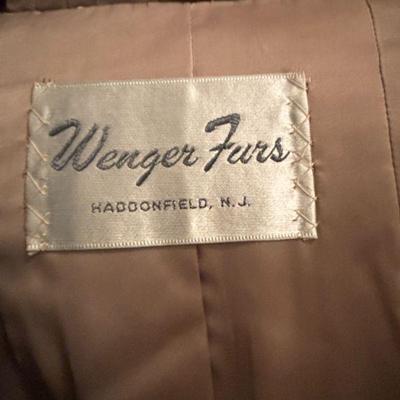 Wenger Furs
HADDONFIELD, N.J.